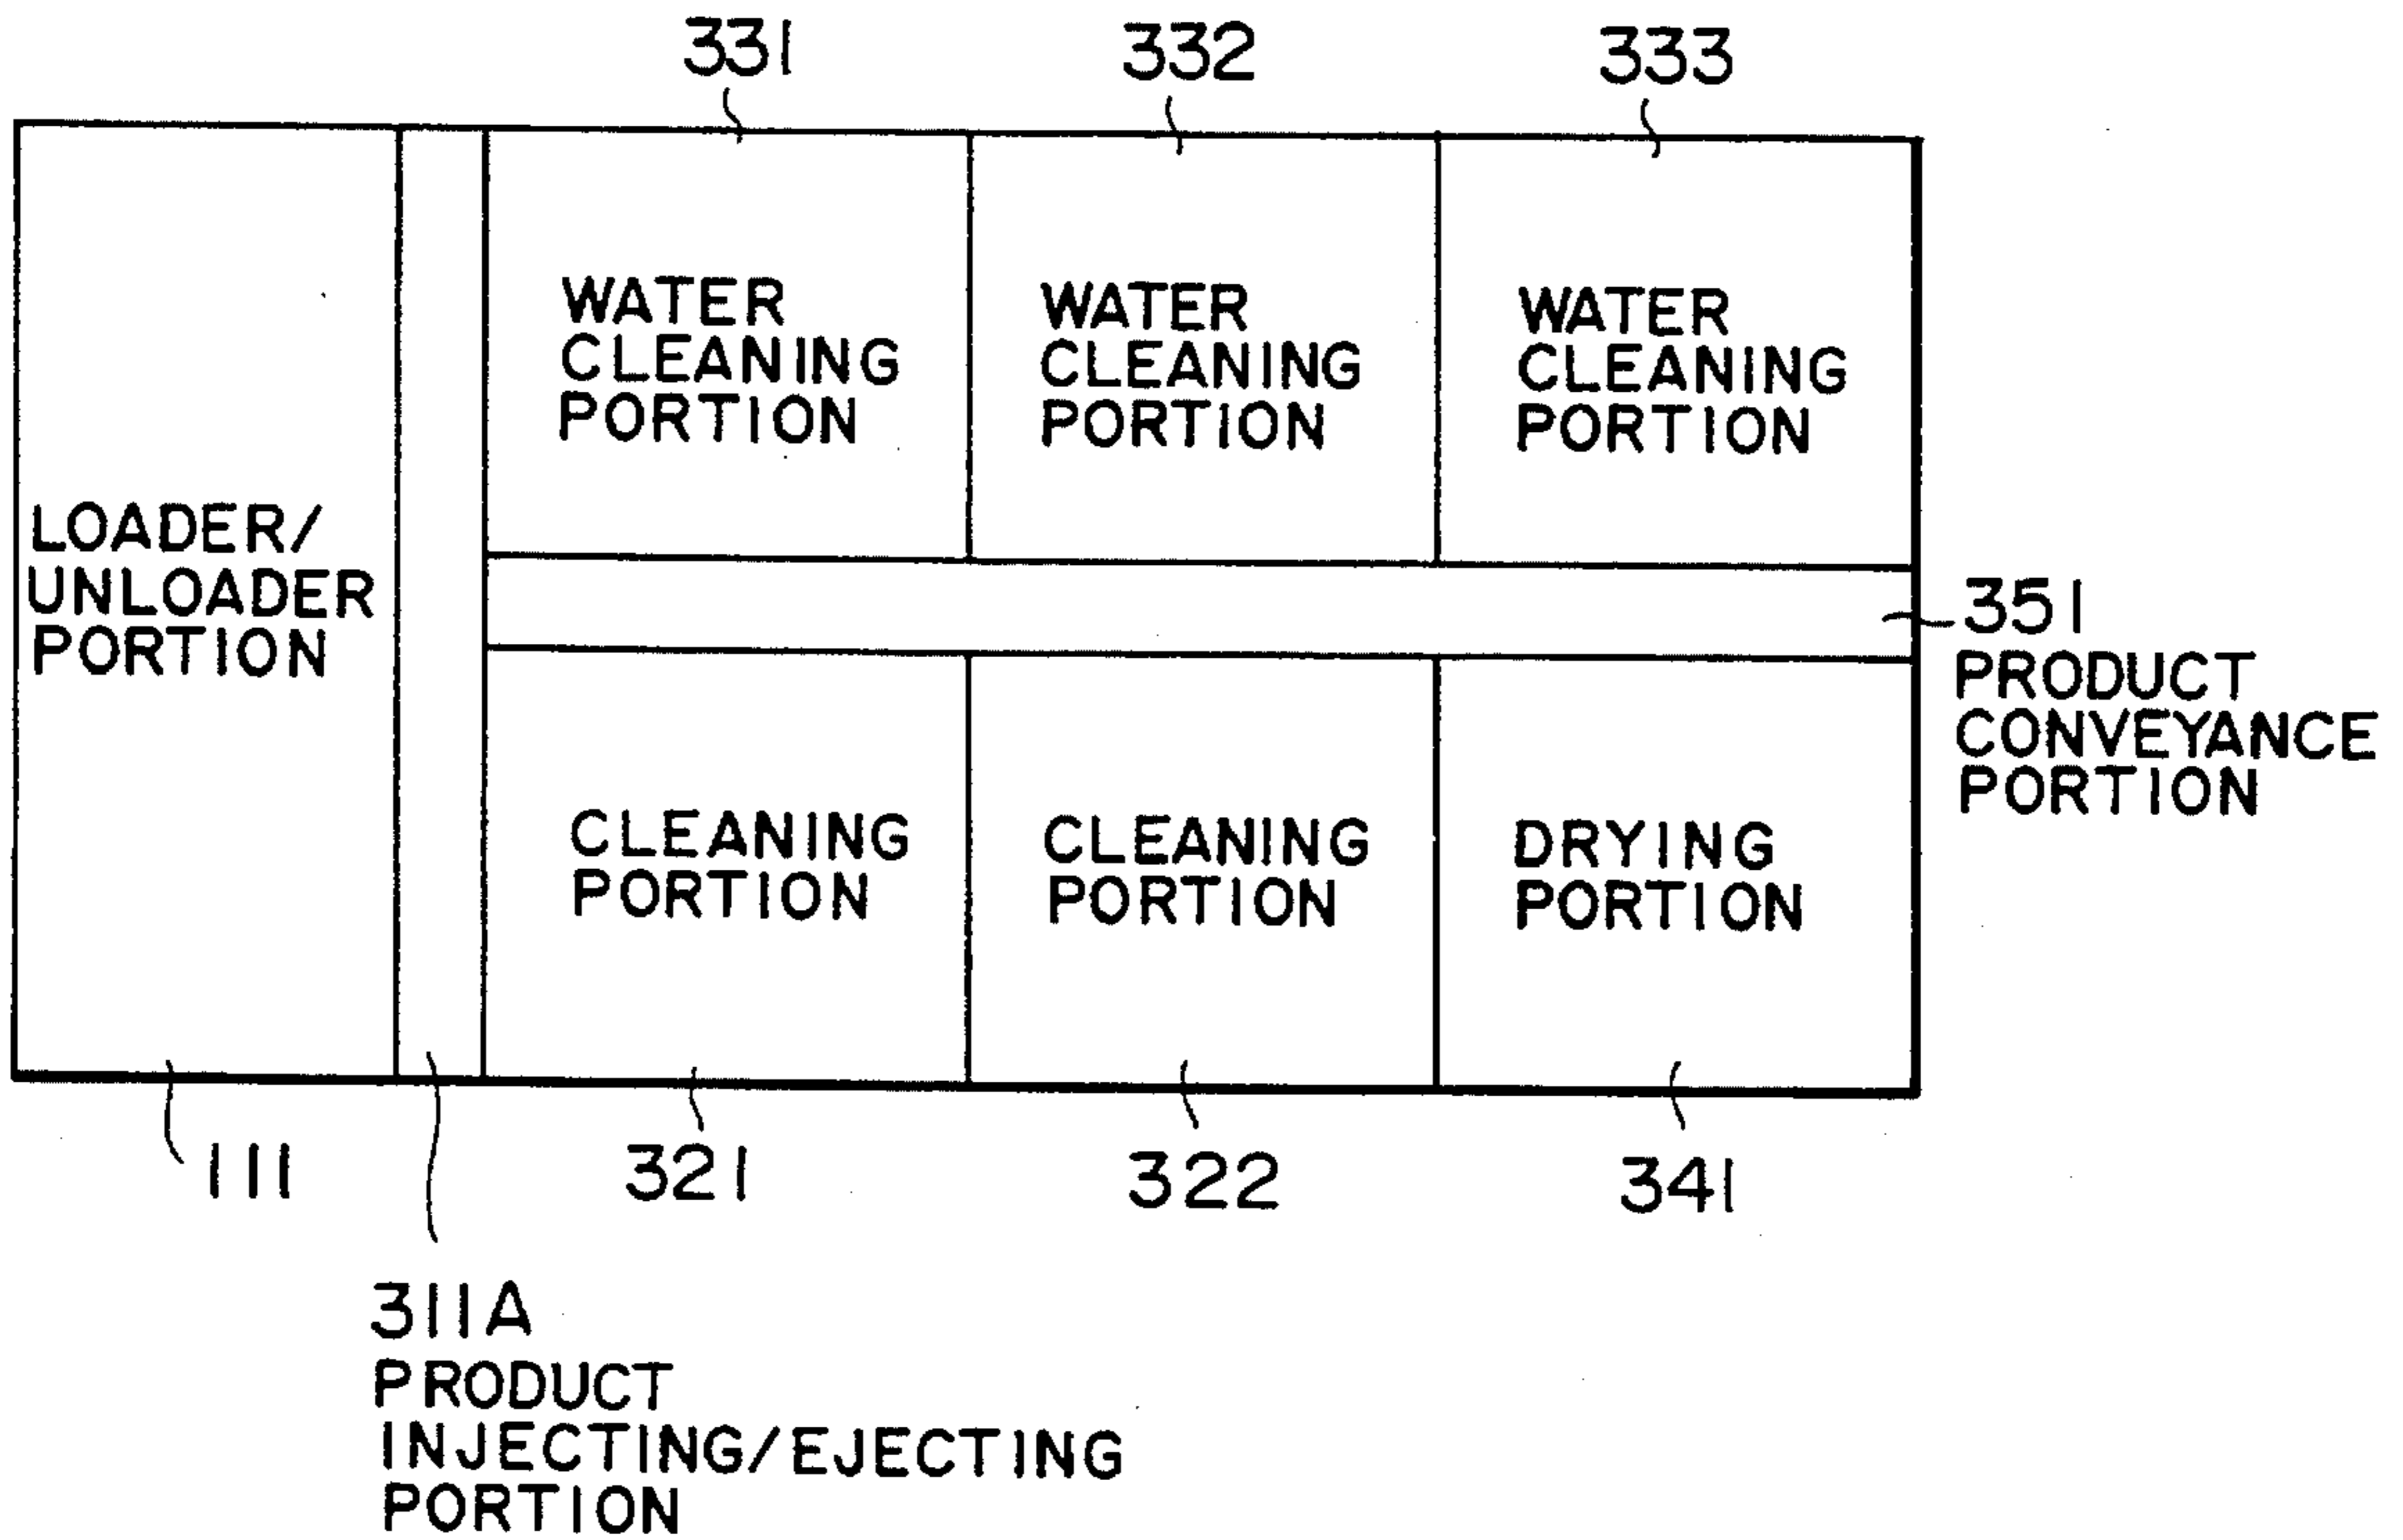 331
332
333
WATER
CLEANING
PORTION
WATER
CLEANING
PORTION
WATER
CLEANING
PORTION
LOADER/
UNLOADER
PORTION
351
PRODUCT
CONVEYANCE
PORTION
CLEANING
PORTION
CLEANING
PORTION
DRYING
PORTION
111
321
322
341
311A
PRODUCT
INJECTING/EJECTING
PORTION